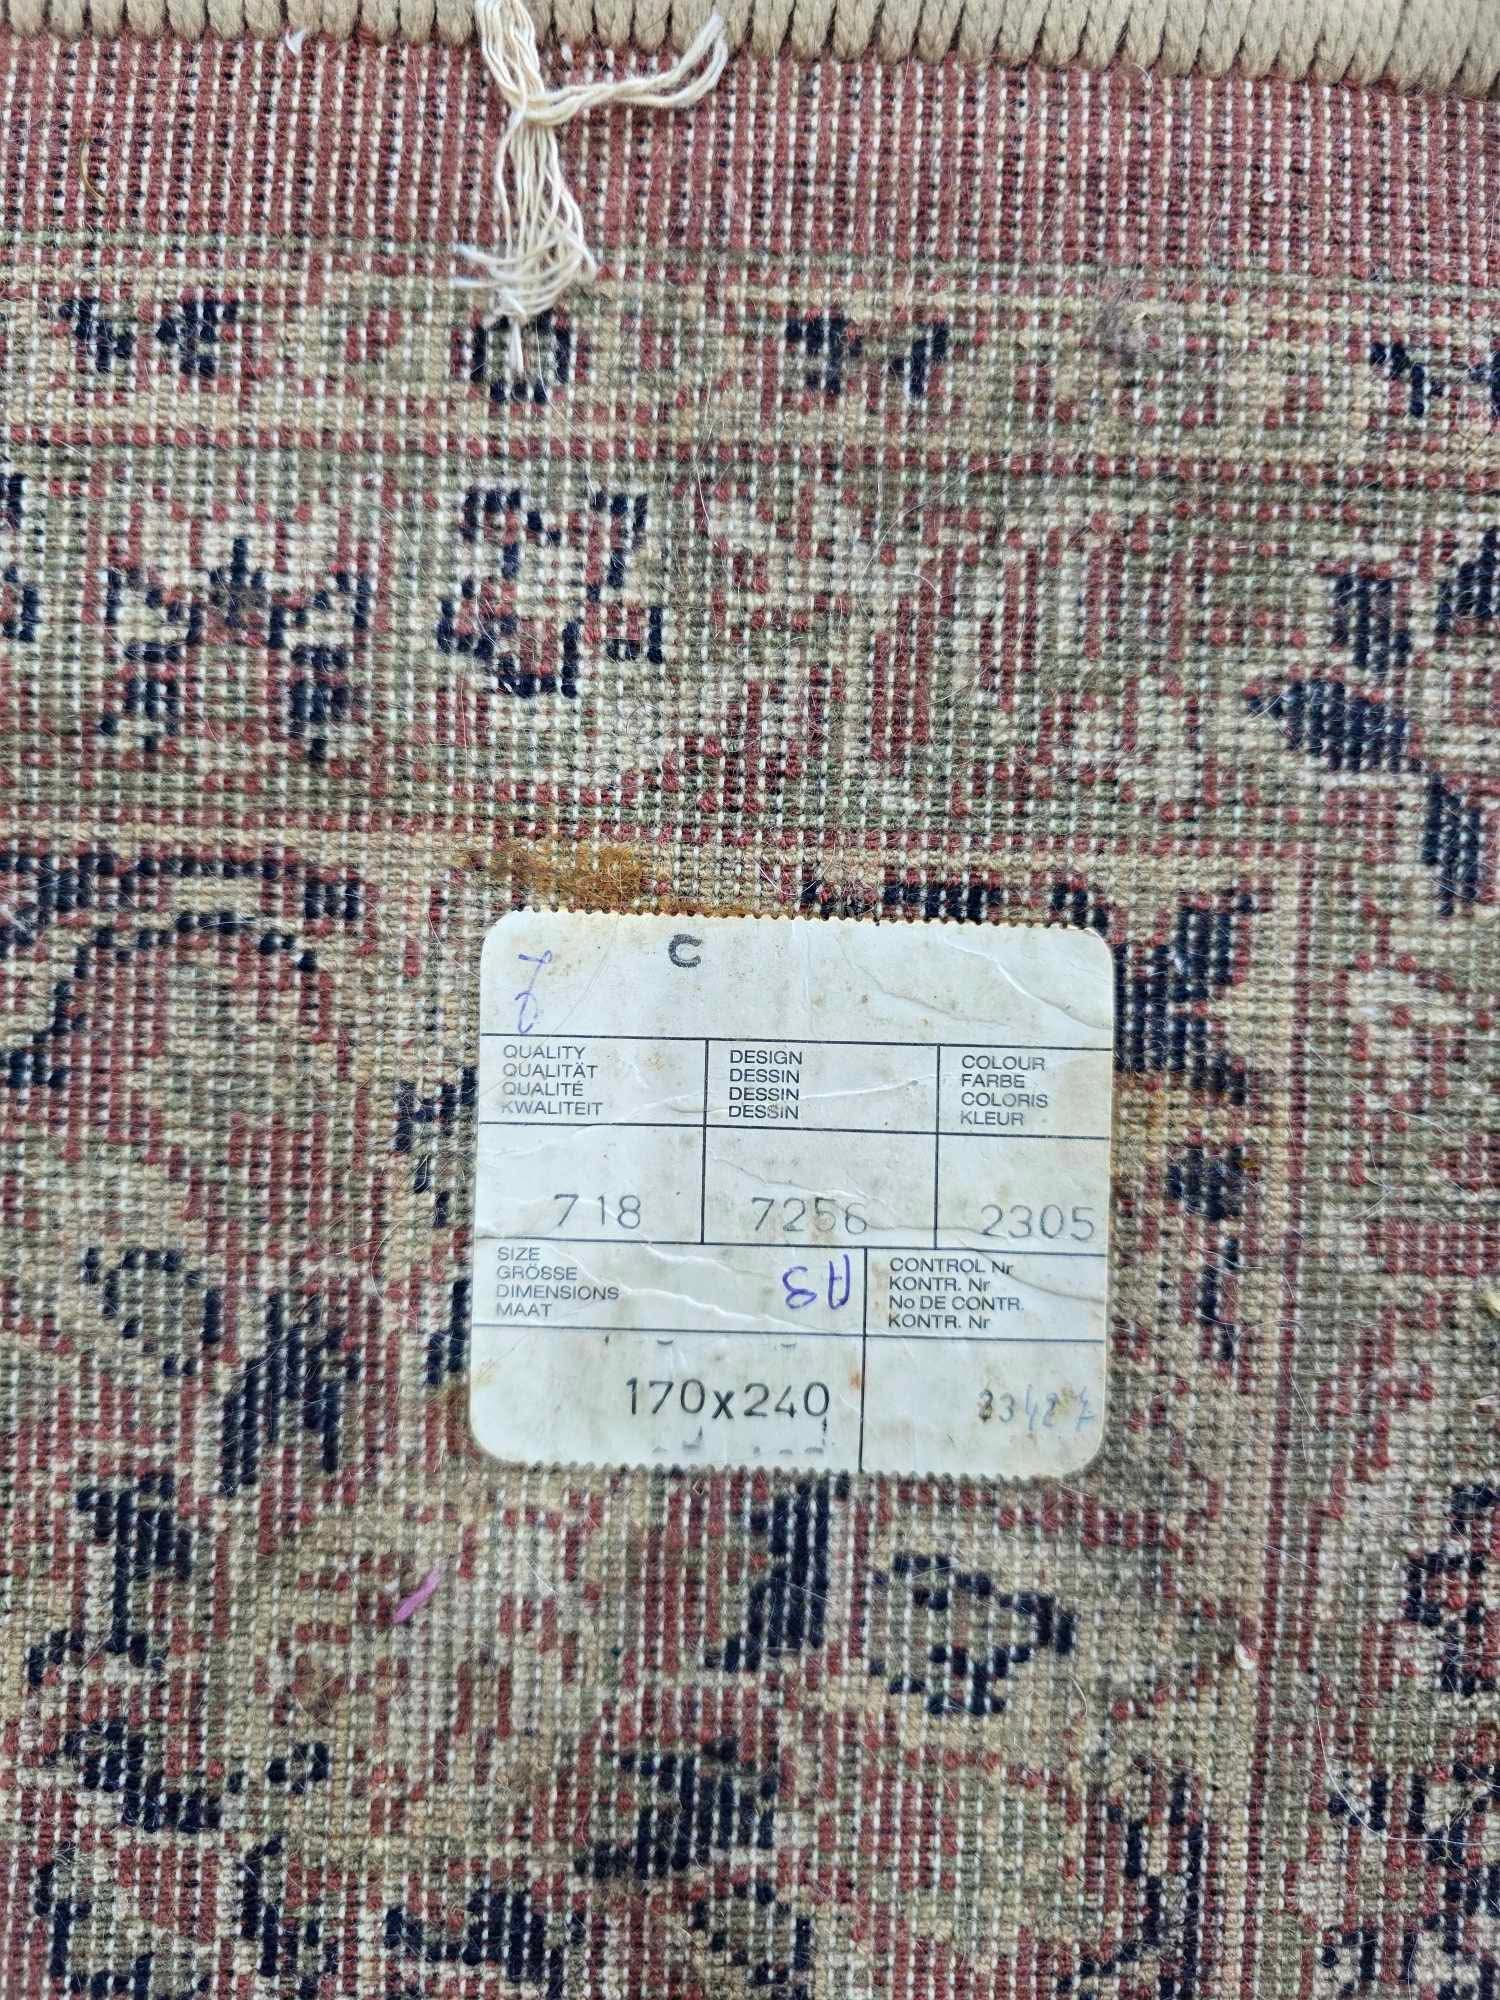 C
QUALITY
QUALITÄT
QUALITÉ
KWALITEIT
DESIGN
DESSIN
DESSIN
DESSIN
COLOUR
FARBE
COLORIS
KLEUR
718
7256
2305
SIZE
GRÖSSE
DIMENSIONS
MAAT
CONTROL Nr
KONTR. Nr
No DE CONTR.
KONTR. Nr
170x240